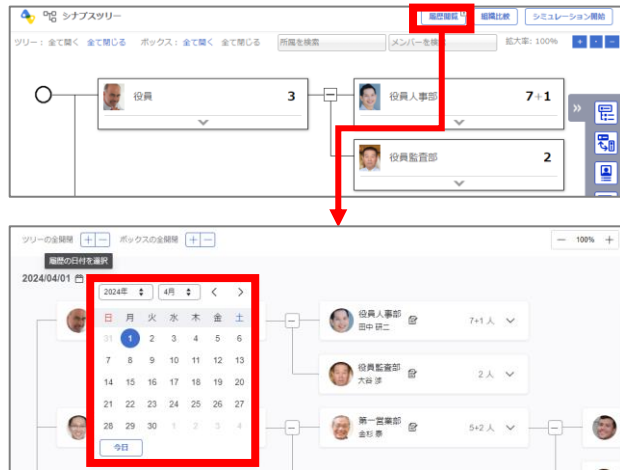 シナプスツリー 履歴閲覧 組織比較 シミュレーション開始
ツリー： 全て開く 全て閉じる ボックス： 全て開く 全て閉じる 所属を検索 メンバーを検索 拡大率: 100% + ・ −
役員 3
役員人事部 7+1
役員監査部 2
»
ツリーの全開閉 + − ボックスの全開閉 + − − 100% +
履歴の日付を選択
2024/04/01
2024年 4月 < >
日 月 火 水 木 金 土
31 1 2 3 4 5 6
7 8 9 10 11 12 13
14 15 16 17 18 19 20
21 22 23 24 25 26 27
28 29 30 1 2 3 4
今日
役員人事部
田中 研二
7+1 人
役員監査部
大谷 渉
2 人
第一営業部
金杉 泰
5+2 人